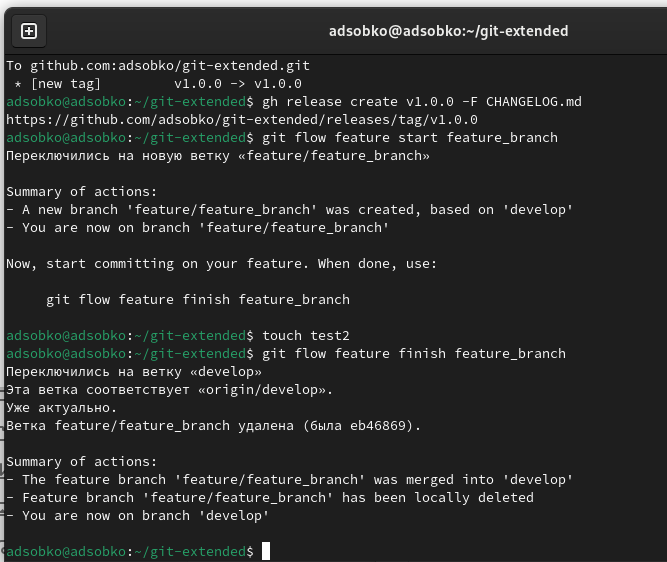 adsobko@adsobko:~/git-extended
To github.com:adsobko/git-extended.git
 * [new tag]         v1.0.0 -> v1.0.0
adsobko@adsobko:~/git-extended$ gh release create v1.0.0 -F CHANGELOG.md
https://github.com/adsobko/git-extended/releases/tag/v1.0.0
adsobko@adsobko:~/git-extended$ git flow feature start feature_branch
Переключились на новую ветку «feature/feature_branch»

Summary of actions:
- A new branch 'feature/feature_branch' was created, based on 'develop'
- You are now on branch 'feature/feature_branch'

Now, start committing on your feature. When done, use:

     git flow feature finish feature_branch

adsobko@adsobko:~/git-extended$ touch test2
adsobko@adsobko:~/git-extended$ git flow feature finish feature_branch
Переключились на ветку «develop»
Эта ветка соответствует «origin/develop».
Уже актуально.
Ветка feature/feature_branch удалена (была eb46869).

Summary of actions:
- The feature branch 'feature/feature_branch' was merged into 'develop'
- Feature branch 'feature/feature_branch' has been locally deleted
- You are now on branch 'develop'

adsobko@adsobko:~/git-extended$